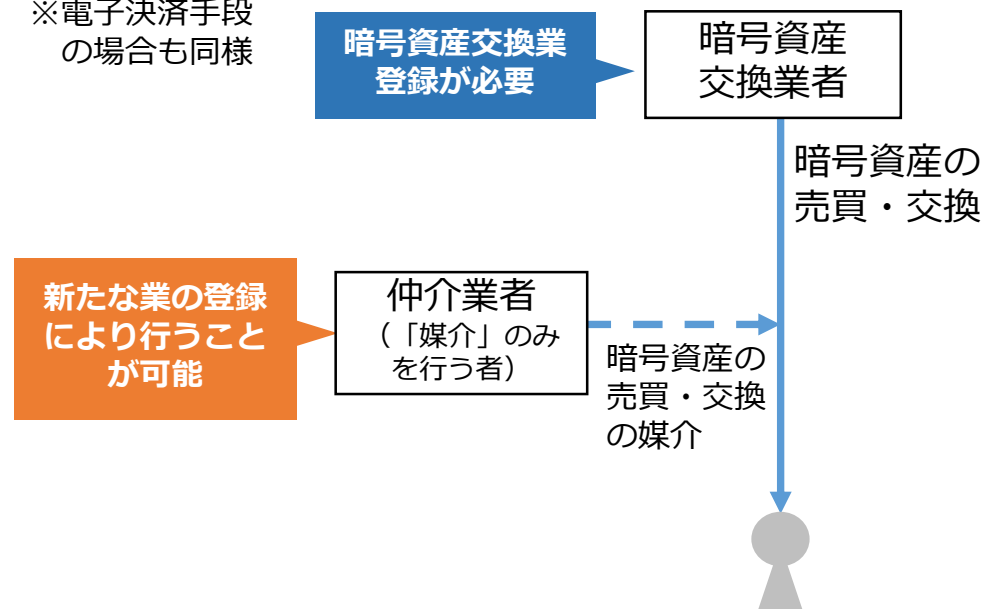 ※電子決済手段
の場合も同様
暗号資産交換業
登録が必要
暗号資産
交換業者
暗号資産の
売買・交換
新たな業の登録
により行うこと
が可能
仲介業者
（「媒介」のみ
を行う者）
暗号資産の
売買・交換
の媒介